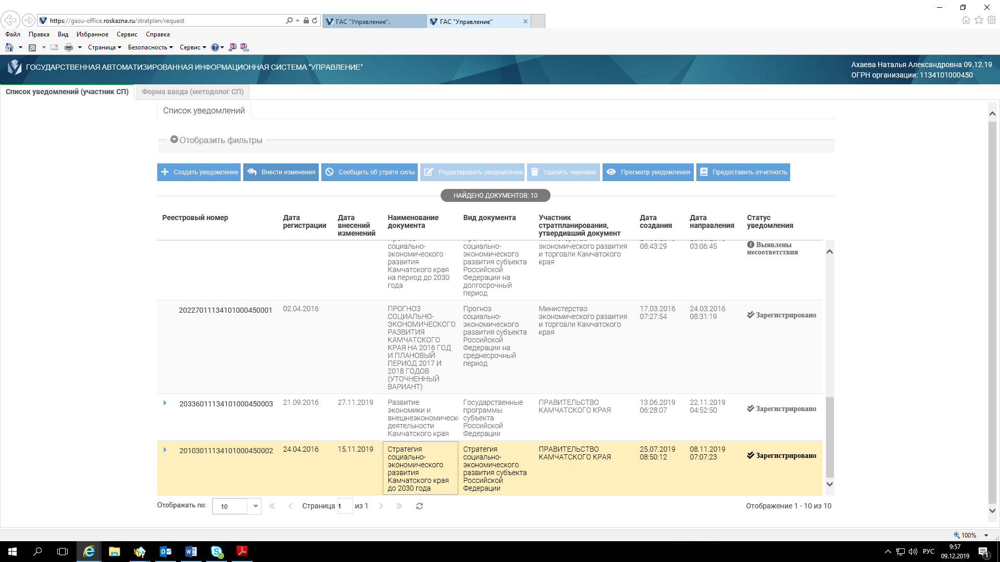 https://gasu-office.roskazna.ru/stratplan/request
ГАС "Управление".
ГАС "Управление"
Файл Правка Вид Избранное Сервис Справка
Страница Безопасность Сервис
ГОСУДАРСТВЕННАЯ АВТОМАТИЗИРОВАННАЯ ИНФОРМАЦИОННАЯ СИСТЕМА "УПРАВЛЕНИЕ"
Ахаева Наталья Александровна 09.12.19
ОГРН организации: 1134101000450
Список уведомлений (участник СП)
Форма ввода (методолог СП)
Список уведомлений
Отобразить фильтры
Создать уведомление
Внести изменения
Сообщить об утрате силы
Редактировать уведомление
Удалить черновик
Просмотр уведомления
Предоставить отчетность
НАЙДЕНО ДОКУМЕНТОВ: 10
Реестровый номер
Дата
регистрации
Дата
внесений
изменений
Наименование
документа
Вид документа
Участник
стратпланирования,
утвердивший документ
Дата
создания
Дата
направления
Статус
уведомления
социально-
экономического
развития
Камчатского края
на период до 2030
года
социально-
экономического
развития субъекта
Российской
Федерации на
долгосрочный
период
экономического развития
и торговли Камчатского
края
08:43:29
03:06:45
Выявлены
несоответствия
20227011134101000450001
02.04.2016
ПРОГНОЗ
СОЦИАЛЬНО-
ЭКОНОМИЧЕСКОГО
РАЗВИТИЯ
КАМЧАТСКОГО
КРАЯ НА 2016 ГОД
И ПЛАНОВЫЙ
ПЕРИОД 2017 И
2018 ГОДОВ
(УТОЧНЕННЫЙ
ВАРИАНТ)
Прогноз
социально-
экономического
развития субъекта
Российской
Федерации на
среднесрочный
период
Министерство
экономического развития
и торговли Камчатского
края
17.03.2016
07:27:54
24.03.2016
08:31:19
Зарегистрировано
20336011134101000450003
21.09.2016
27.11.2019
Развитие
экономики и
внешнеэкономическ
деятельности
Камчатского края
Государственные
программы
субъекта
Российской
Федерации
ПРАВИТЕЛЬСТВО
КАМЧАТСКОГО КРАЯ
13.06.2019
06:28:07
22.11.2019
04:52:50
Зарегистрировано
20103011134101000450002
24.04.2016
15.11.2019
Стратегия
социально-
экономического
развития
Камчатского края
до 2030 года
Стратегия
социально-
экономического
развития субъекта
Российской
Федерации
ПРАВИТЕЛЬСТВО
КАМЧАТСКОГО КРАЯ
25.07.2019
08:50:12
08.11.2019
07:07:23
Зарегистрировано
Отображать по: 10
Страница 1 из 1
Отображение 1 - 10 из 10
100%
РУС
9:57
09.12.2019
1